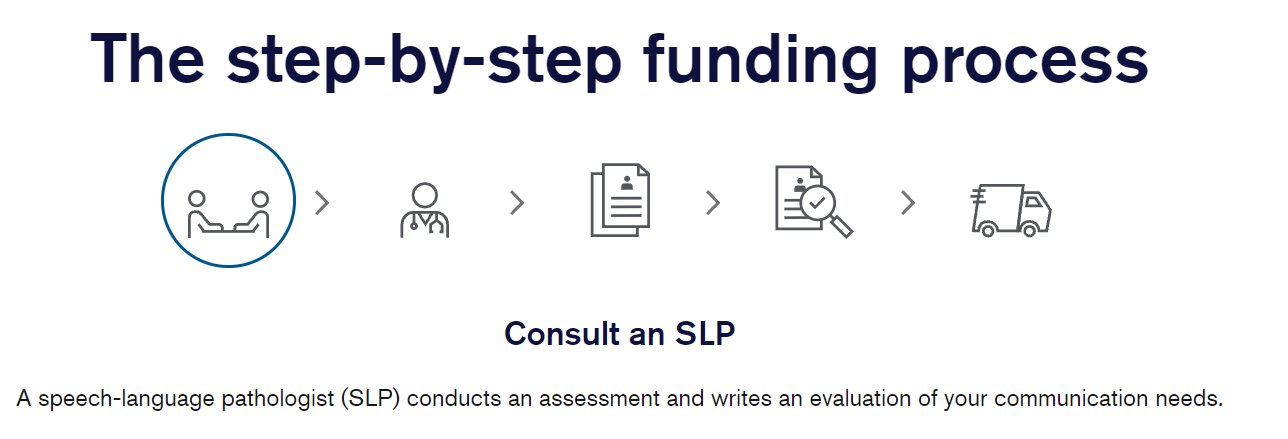 The step-by-step funding process
Consult an SLP
A speech-language pathologist (SLP) conducts an assessment and writes an evaluation of your communication needs.